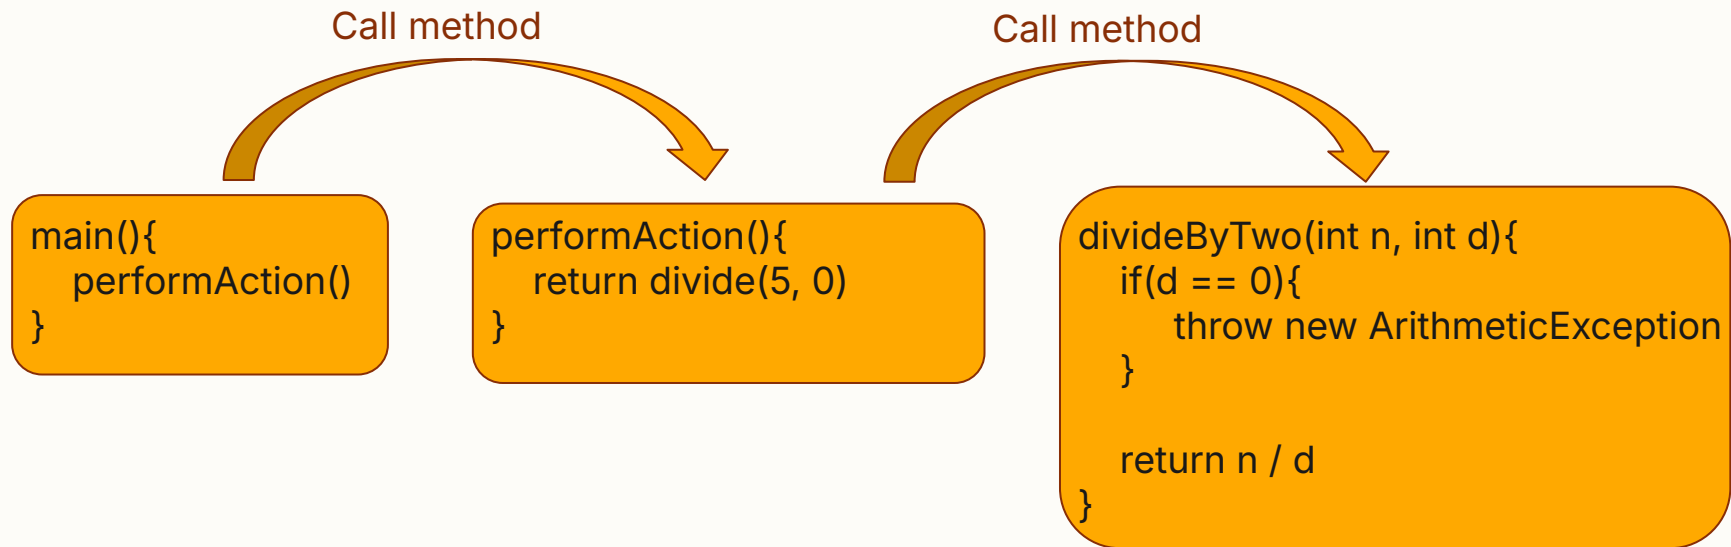 Call method
Call method
main(){
performAction()
}
performAction(){
return divide(5, 0)
}
divideByTwo(int n, int d){
if(d == 0){
throw new ArithmeticException
}
return n / d
}